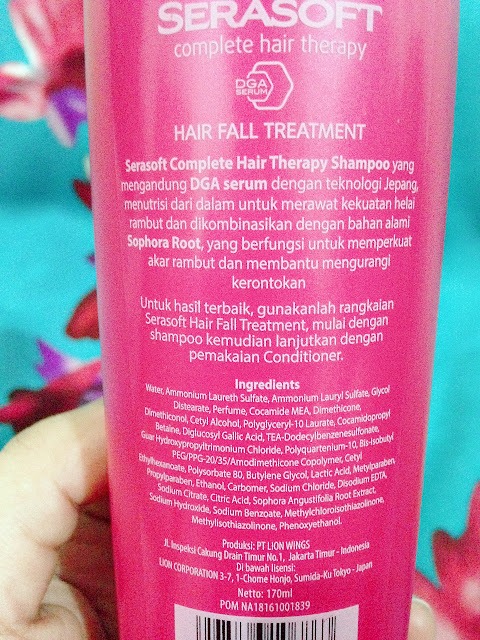 SERASOFT
complete hair therapy
DGA
SERUM
HAIR FALL TREATMENT
Serasoft Complete Hair Therapy Shampoo yang
mengandung DGA serum dengan teknologi Jepang,
menutrisi dari dalam untuk merawat kekuatan helai
rambut dan dikombinasikan dengan bahan alami
Sophora Root, yang berfungsi untuk memperkuat
akar rambut dan membantu mengurangi
kerontokan
Untuk hasil terbaik, gunakanlah rangkaian
Serasoft Hair Fall Treatment, mulai dengan
shampoo kemudian lanjutkan dengan
pemakaian Conditioner.
Ingredients
Water, Ammonium Laureth Sulfate, Ammonium Lauryl Sulfate, Glycol
Distearate, Perfume, Cocamide MEA, Dimethicone,
Dimethiconol, Cetyl Alcohol, Polyglyceryl-10 Laurate, Cocamidopropyl
Betaine, Diglucosyl Gallic Acid, TEA-Dodecylbenzenesulfonate,
Guar Hydroxypropyltrimonium Chloride, Polyquartenium-10, Bis-Isobutyl
PEG/PPG-20/35/Amodimethicone Copolymer, Cetyl
Ethylhexanoate, Polysorbate 80, Butylene Glycol, Lactic Acid, Metylparaben,
Propylparaben, Ethanol, Carbomer, Sodium Chloride, Disodium EDTA,
Sodium Citrate, Citric Acid, Sophora Angustifolia Root Extract,
Sodium Hydroxide, Sodium Benzoate, Methylchloroisothiazolinone,
Methylisothiazolinone, Phenoxyethanol.
Produksi: PT LION WINGS
Jl. Inspeksi Cakung Drain Timur No.1, Jakarta Timur - Indonesia
Di bawah lisensi:
LION CORPORATION 3-7, 1-Chome Honjo, Sumida-Ku Tokyo - Japan
Netto: 170ml
POM NA18161001839